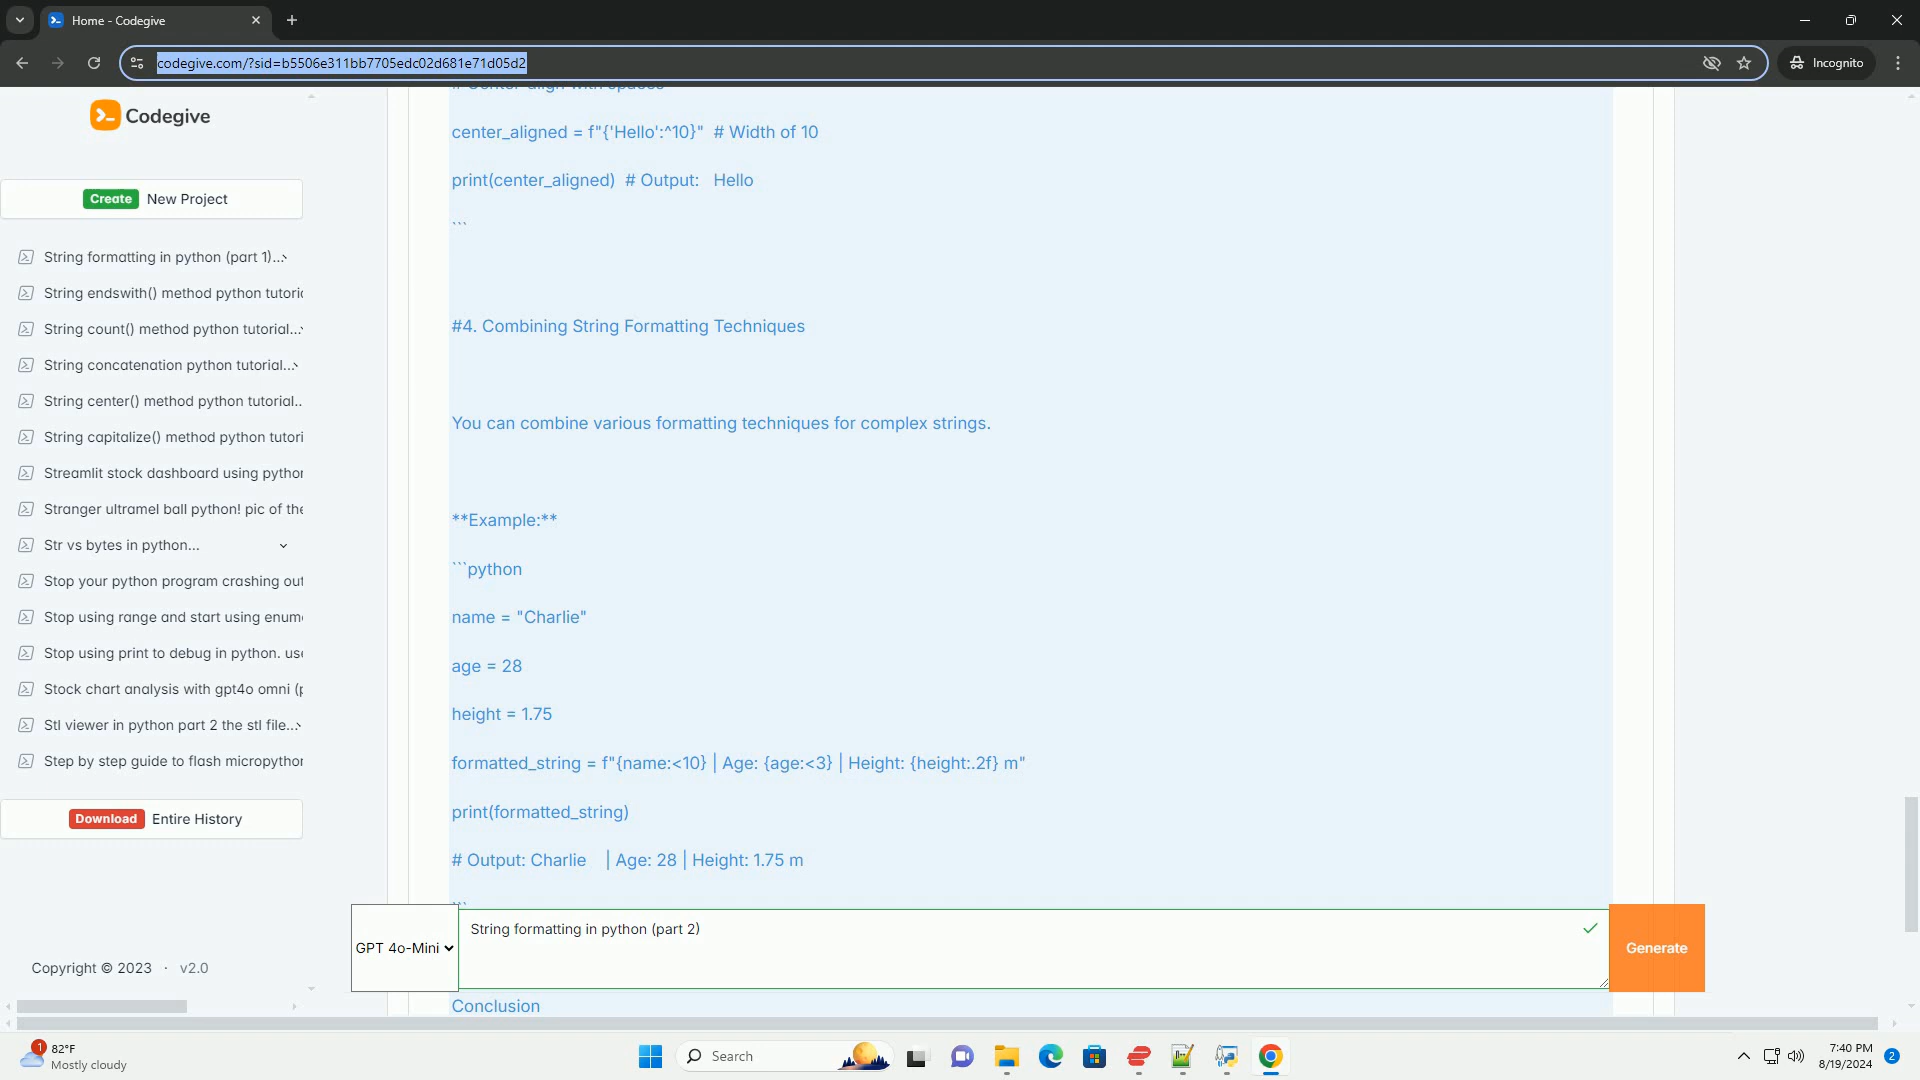 Home - Codegive
codegive.com/?sid=b5506e311bb7705edc02d681e71d05d2
Incognito
Codegive
Create New Project
String formatting in python (part 1)...
String endswith() method python tutoria
String count() method python tutorial...
String concatenation python tutorial...
String center() method python tutorial..
String capitalize() method python tutori
Streamlit stock dashboard using python
Stranger ultramel ball python! pic of the
Str vs bytes in python...
Stop your python program crashing out
Stop using range and start using enum
Stop using print to debug in python. us
Stock chart analysis with gpt4o omni (p
Stl viewer in python part 2 the stl file...
Step by step guide to flash micropython
Download Entire History
Copyright © 2023 · v2.0
center_aligned = f"{'Hello':^10}"  # Width of 10
print(center_aligned)  # Output:   Hello
```
#4. Combining String Formatting Techniques
You can combine various formatting techniques for complex strings.
**Example:**
```python
name = "Charlie"
age = 28
height = 1.75
formatted_string = f"{name:<10} | Age: {age:<3} | Height: {height:.2f} m"
print(formatted_string)
# Output: Charlie    | Age: 28 | Height: 1.75 m
GPT 4o-Mini
String formatting in python (part 2)
Generate
Conclusion
1
82°F
Mostly cloudy
Search
7:40 PM
8/19/2024
2